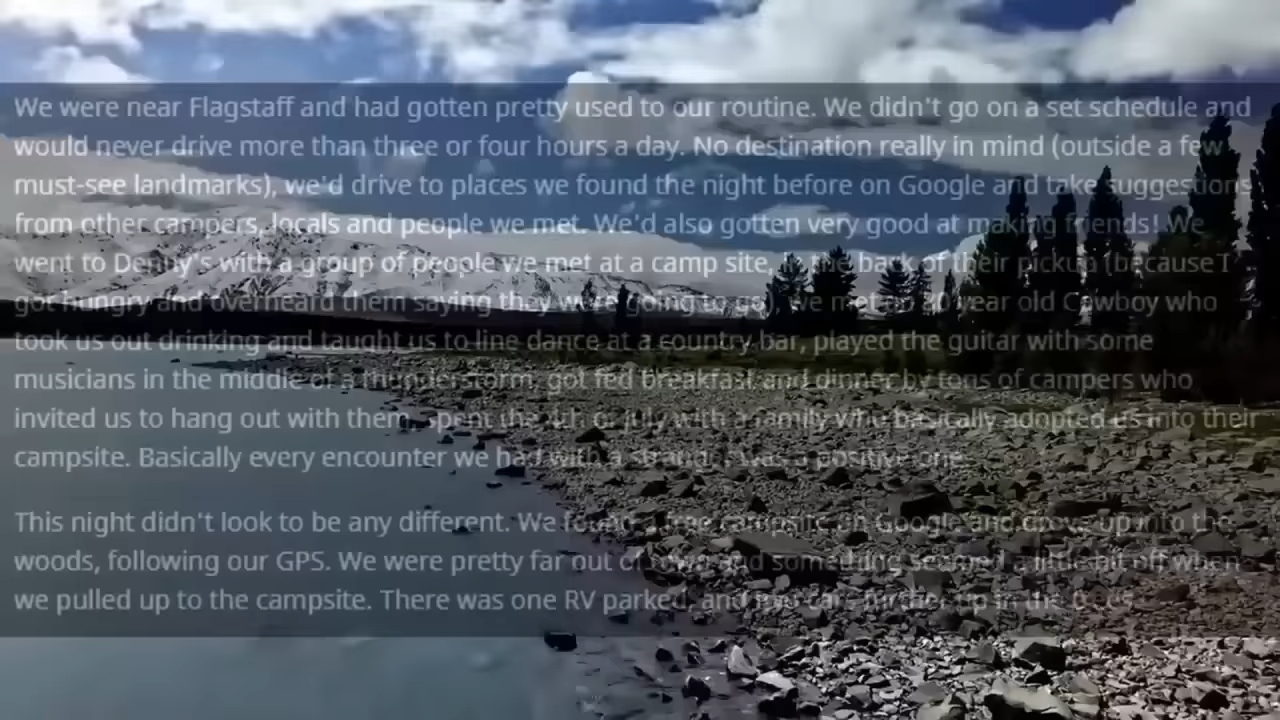 We were near Flagstaff and had gotten pretty used to our routine. We didn't go on a set schedule and
would never drive more than three or four hours a day. No destination really in mind (outside a few
must-see landmarks), we'd drive to places we found the night before on Google and take suggestions
from other campers, locals and people we met. We'd also gotten very good at making friends! We
went to Denny's with a group of people we met at a camp site, in the back of their pickup (because I
got hungry and overheard them saying they were going to go), we met a year old Cowboy who
took us out drinking and taught us to line dance at a country bar, played the guitar with some
musicians in the middle of a thunderstorm, got fed breakfast and dinner by tons of campers who
invited us to hang out with them, spent the 4th of July with a family who basically adopted us into their
campsite. Basically every encounter we had with a stranger was a positive one.
This night didn't look to be any different. We found a free campsite on Google and drove up into the
woods, following our GPS. We were pretty far out of town and something seemed a little bit off when
we pulled up to the campsite. There was one RV parked, and two cars further up in the trees.